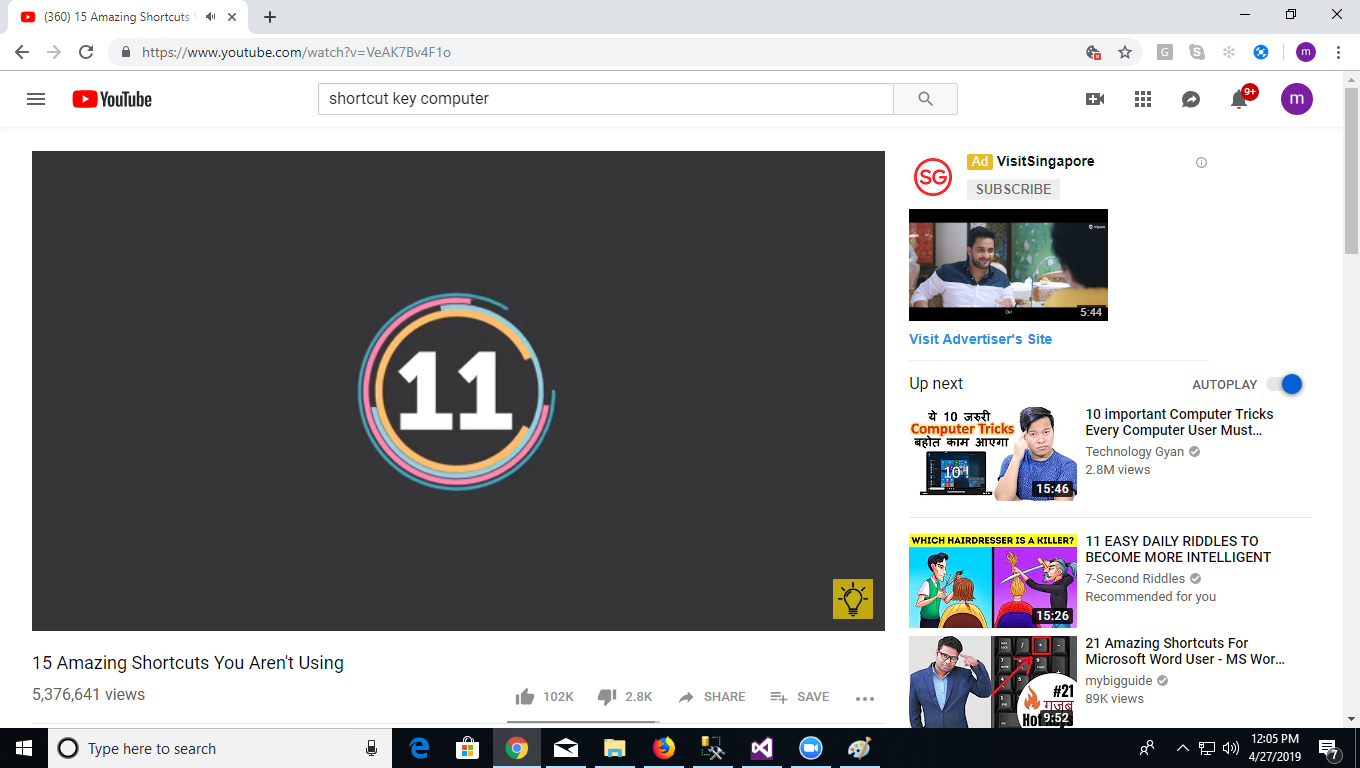 (360) 15 Amazing Shortcuts Y
https://www.youtube.com/watch?v=VeAK7Bv4F1o
G
m
YouTube
shortcut key computer
9+
m
11
SG
Ad VisitSingapore
SUBSCRIBE
5:44
Visit Advertiser's Site
Up next
AUTOPLAY
ये 10 जरुरी
Computer Tricks
बहोत काम आएगा
15:46
10 important Computer Tricks
Every Computer User Must...
Technology Gyan
2.8M views
WHICH HAIRDRESSER IS A KILLER?
15:26
11 EASY DAILY RIDDLES TO
BECOME MORE INTELLIGENT
7-Second Riddles
Recommended for you
#21
गजब
9:52
21 Amazing Shortcuts For
Microsoft Word User - MS Wor...
mybigguide
89K views
15 Amazing Shortcuts You Aren't Using
5,376,641 views
102K
2.8K
SHARE
SAVE
Type here to search
12:05 PM
4/27/2019
7